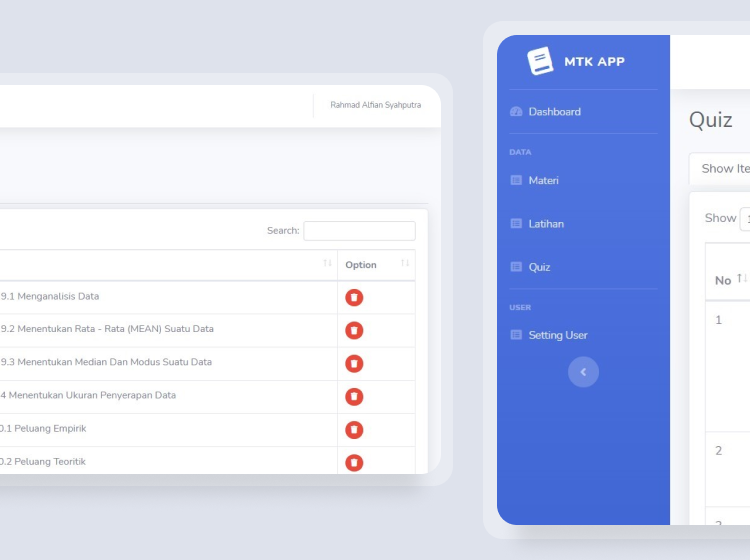 Rahmad Alfian Syahputra
Search:
Option
9.1 Menganalisis Data
9.2 Menentukan Rata - Rata (MEAN) Suatu Data
9.3 Menentukan Median Dan Modus Suatu Data
4 Menentukan Ukuran Penyerapan Data
0.1 Peluang Empirik
0.2 Peluang Teoritik
MTK APP
Dashboard
DATA
Materi
Latihan
Quiz
USER
Setting User
Quiz
Show Ite
Show
No
1
2